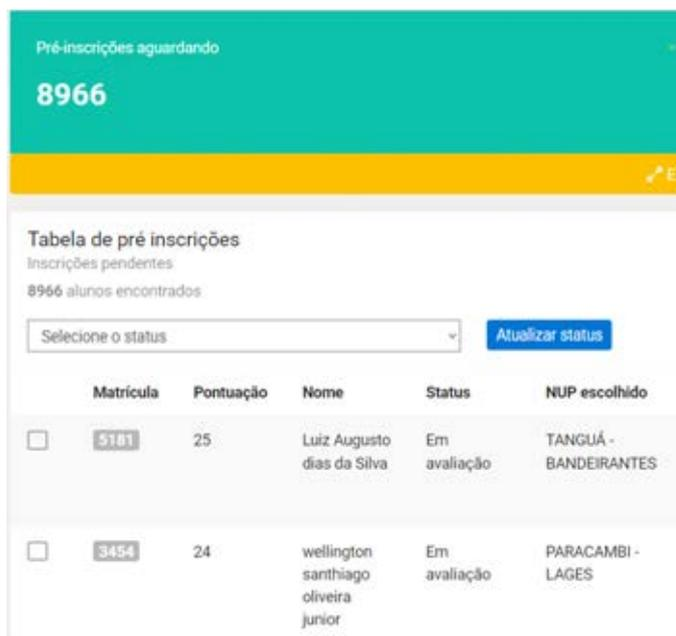 Pré-inscrições aguardando
8966
Tabela de pré inscrições
Inscrições pendentes
8966 alunos encontrados
Selecione o status
Atualizar status
Matrícula Pontuação Nome Status NUP escolhido
5181 25 Luiz Augusto Em TANGUÁ -
dias da Silva avaliação BANDEIRANTES
3454 24 wellington Em PARACAMBI -
santhiago avaliação LAGES
oliveira
junior